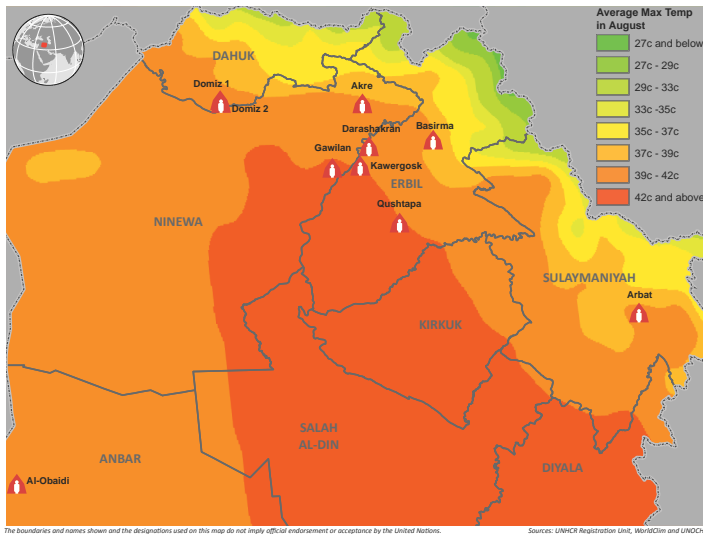 Average Max Temp
in August
27c and below
27c - 29c
29c - 33c
33c -35c
35c - 37c
37c - 39c
39c - 42c
42c and above
DAHUK
Domiz 1
Domiz 2
Akre
Darashakran
Basirma
Gawilan
Kawergosk
ERBIL
Qushtapa
NINEWA
SULAYMANIYAH
Arbat
KIRKUK
SALAH
AL-DIN
ANBAR
DIYALA
Al-Obaidi
The boundaries and names shown and the designations used on this map do not imply official endorsement or acceptance by the United Nations.
Sources: UNHCR Registration Unit, WorldClim and UNOCH